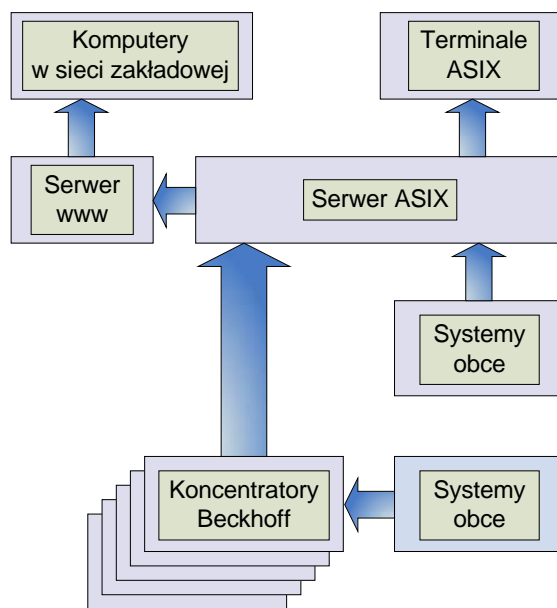 Komputery
w sieci zakładowej
Terminale
ASIX
Serwer
www
Serwer ASIX
Systemy
obce
Koncentratory
Beckhoff
Systemy
obce